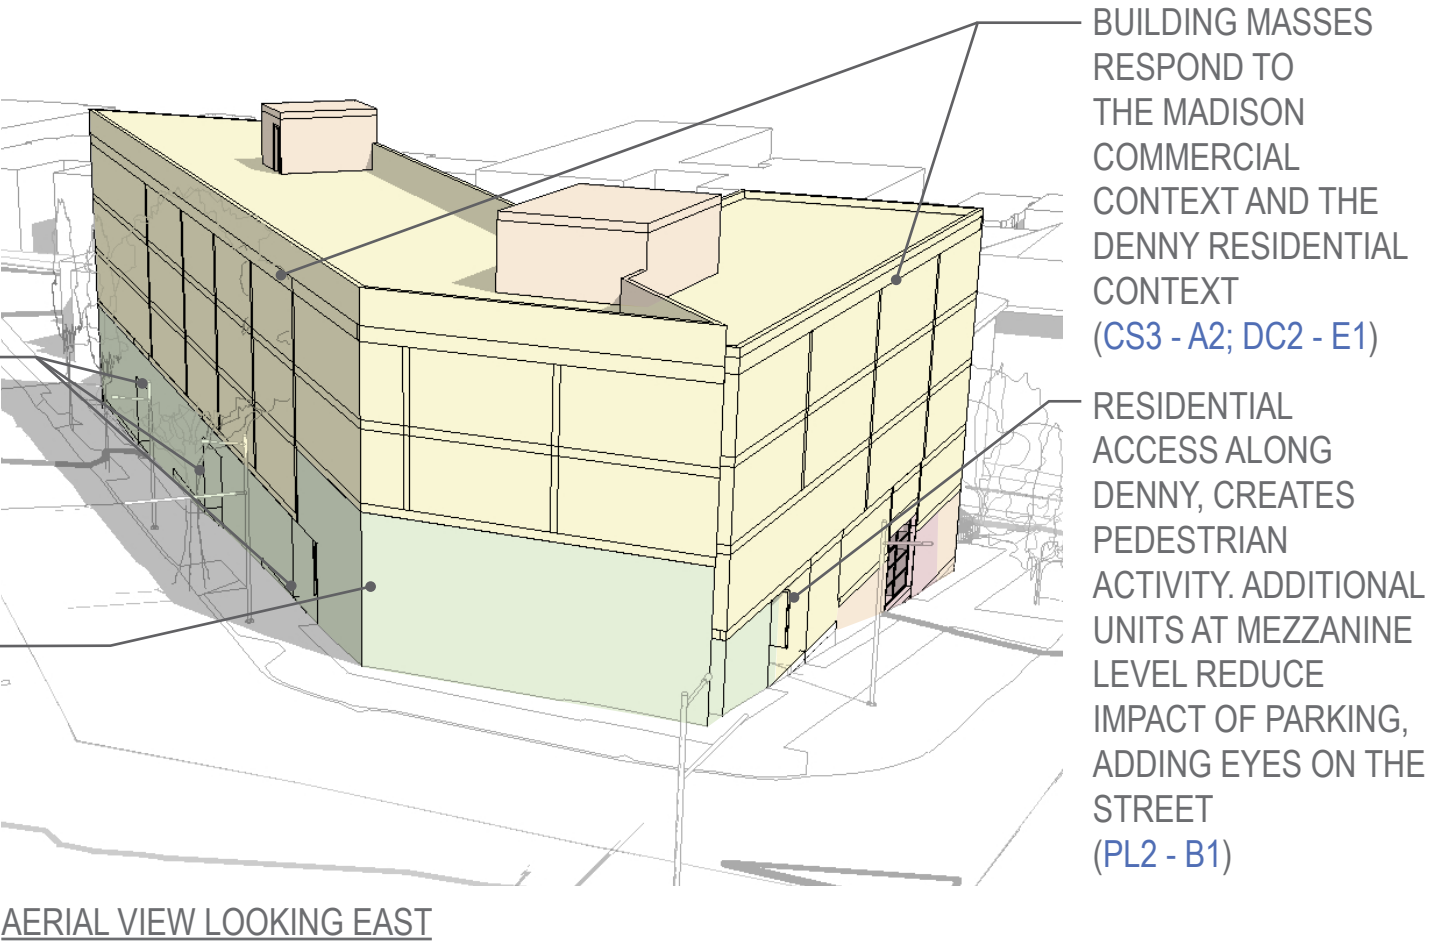 BUILDING MASSES
RESPOND TO
THE MADISON
COMMERCIAL
CONTEXT AND THE
DENNY RESIDENTIAL
CONTEXT
(CS3 - A2; DC2 - E1)
RESIDENTIAL
ACCESS ALONG
DENNY, CREATES
PEDESTRIAN
ACTIVITY. ADDITIONAL
UNITS AT MEZZANINE
LEVEL REDUCE
IMPACT OF PARKING,
ADDING EYES ON THE
STREET
(PL2 - B1)
AERIAL VIEW LOOKING EAST